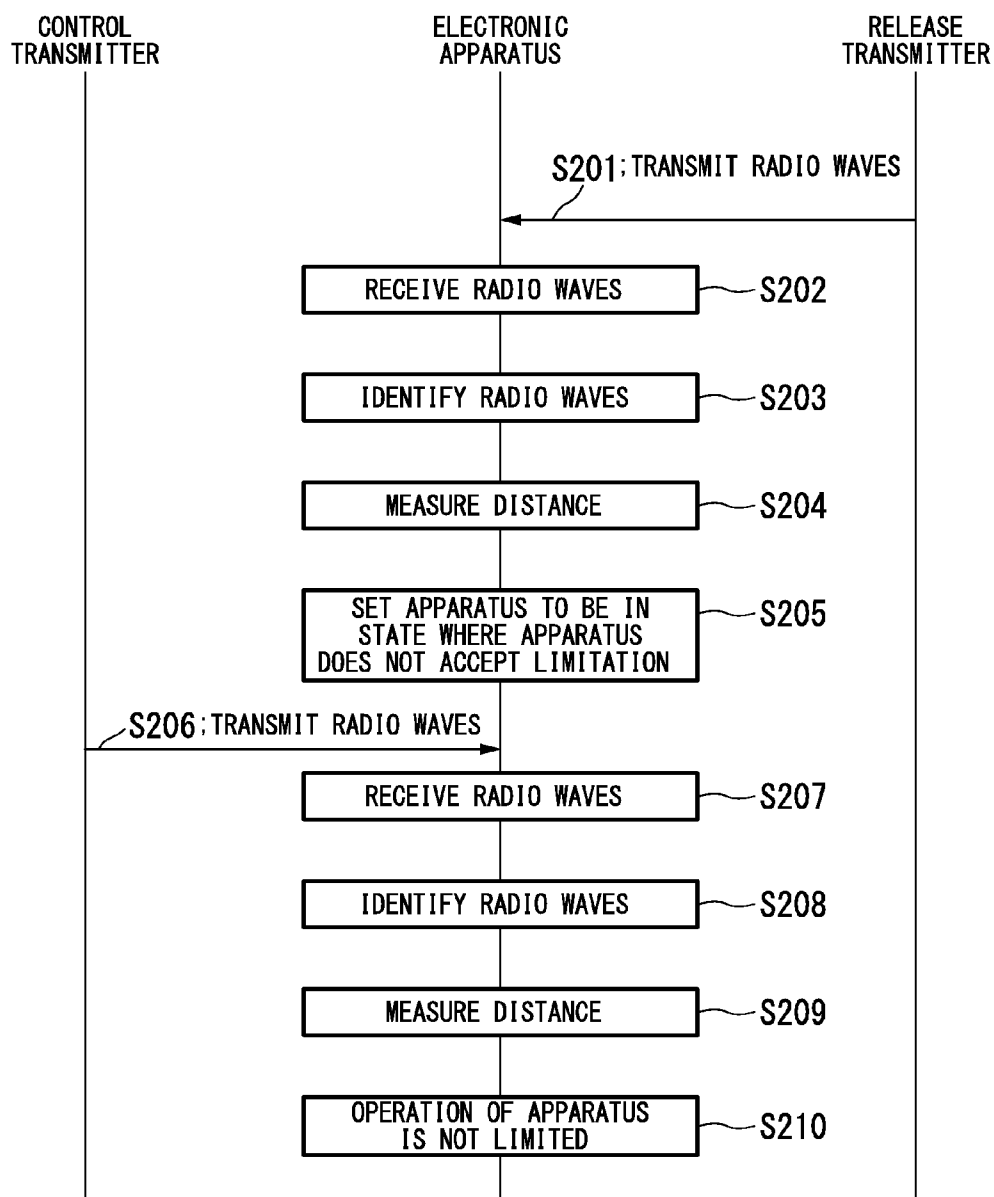 CONTROL
TRANSMITTER
ELECTRONIC
APPARATUS
RELEASE
TRANSMITTER
S201;TRANSMIT RADIO WAVES
RECEIVE RADIO WAVES
S202
IDENTIFY RADIO WAVES
S203
MEASURE DISTANCE
S204
SET APPARATUS TO BE IN
STATE WHERE APPARATUS
DOES NOT ACCEPT LIMITATION
S205
S206;TRANSMIT RADIO WAVES
RECEIVE RADIO WAVES
S207
IDENTIFY RADIO WAVES
S208
MEASURE DISTANCE
S209
OPERATION OF APPARATUS
IS NOT LIMITED
S210